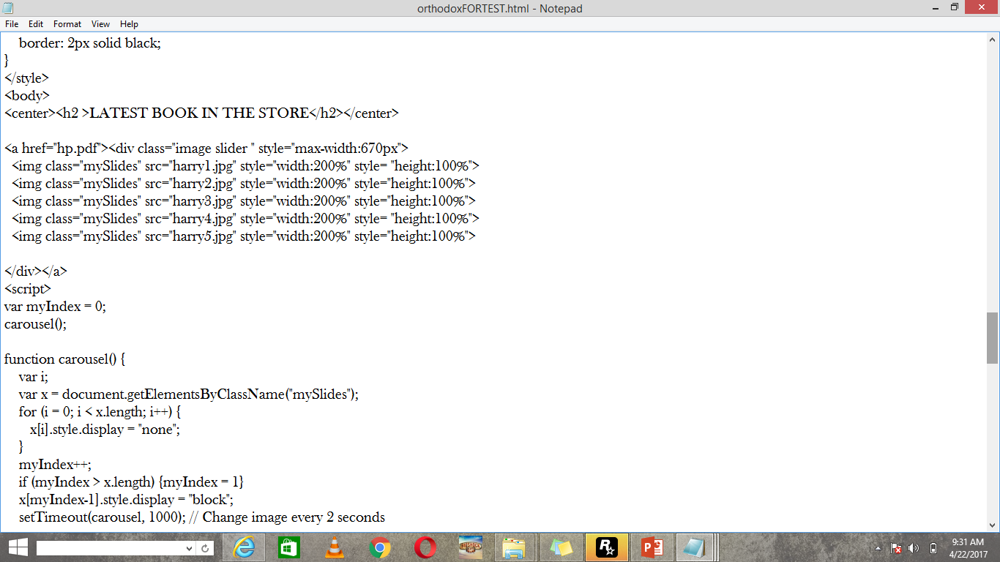 orthodoxFORTEST.html - Notepad
File Edit Format View Help
border: 2px solid black;
}
</style>
<body>
<center><h2 >LATEST BOOK IN THE STORE</h2></center>
<a href="hp.pdf"><div class="image slider " style="max-width:670px">
<img class="mySlides" src="harry1.jpg" style="width:200%" style= "height:100%">
<img class="mySlides" src="harry2.jpg" style="width:200%" style="height:100%">
<img class="mySlides" src="harry3.jpg" style="width:200%" style="height:100%">
<img class="mySlides" src="harry4.jpg" style="width:200%" style= "height:100%">
<img class="mySlides" src="harry5.jpg" style="width:200%" style="height:100%">
</div></a>
<script>
var myIndex = 0;
carousel();
function carousel() {
var i;
var x = document.getElementsByClassName("mySlides");
for (i = 0; i < x.length; i++) {
x[i].style.display = "none";
}
myIndex++;
if (myIndex > x.length) {myIndex = 1}
x[myIndex-1].style.display = "block";
setTimeout(carousel, 1000); // Change image every 2 seconds
9:31 AM
4/22/2017